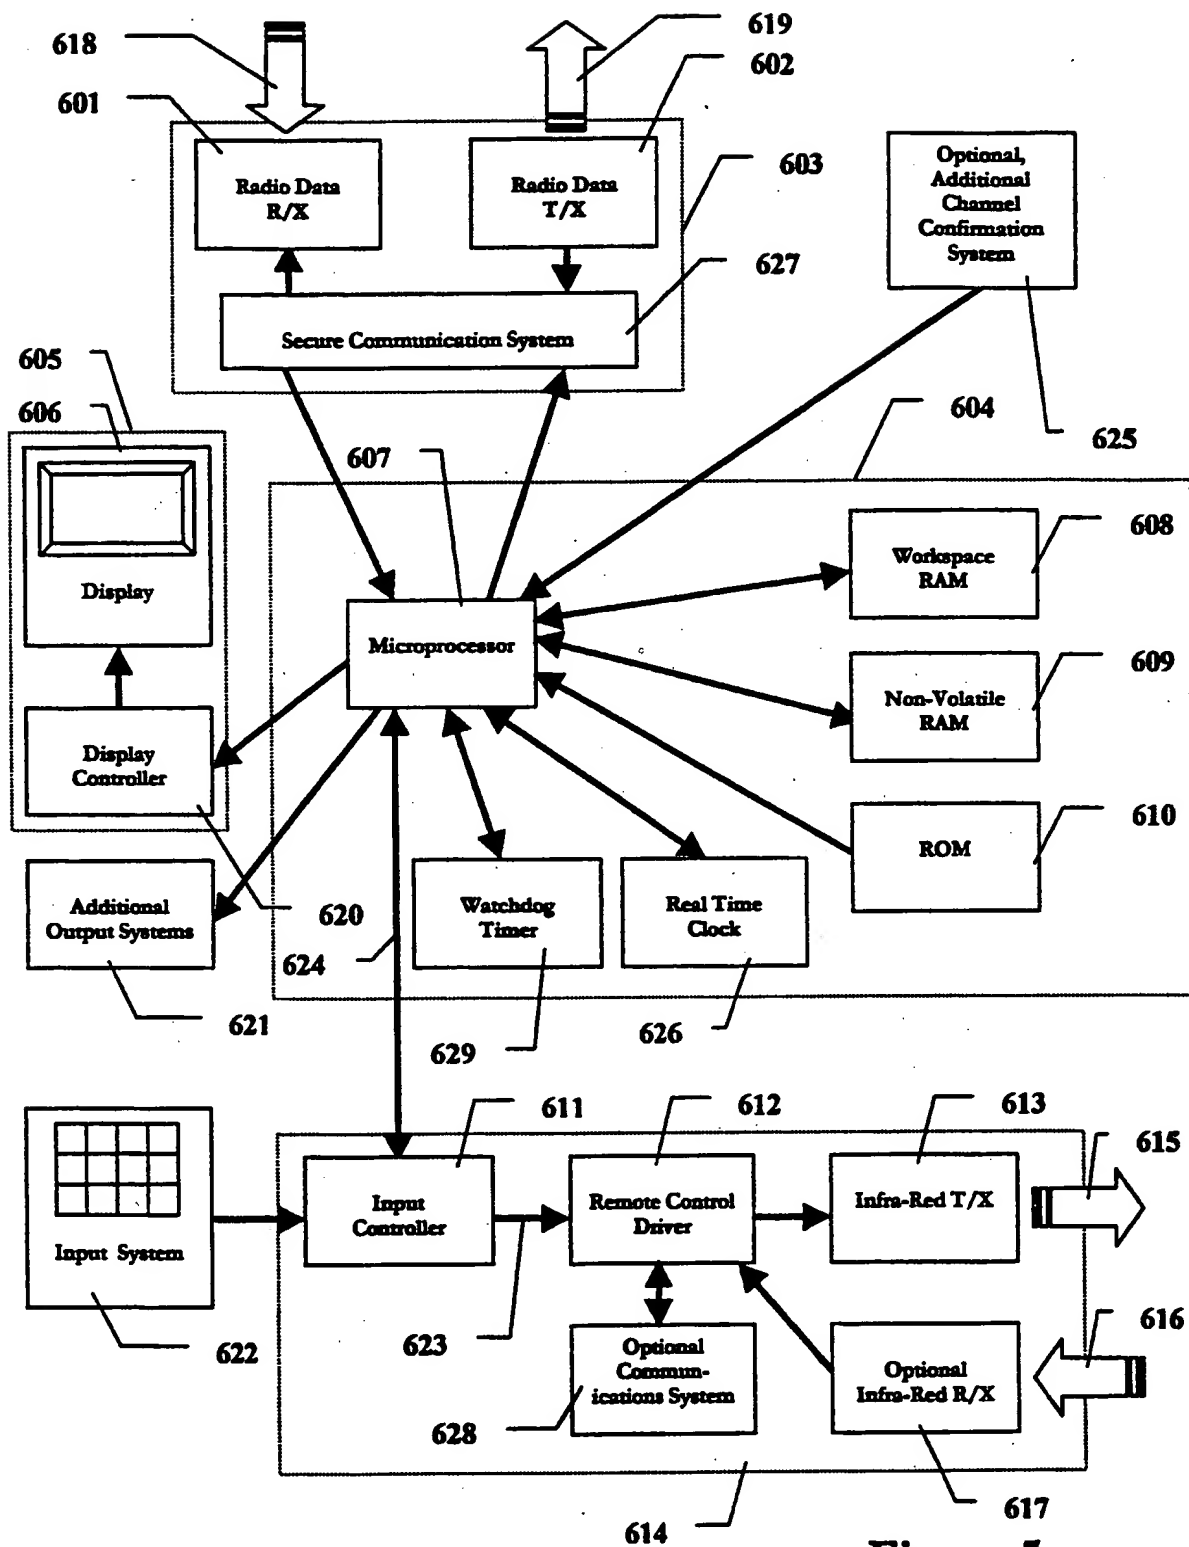 618
619
602
601
Radio Data
R/X
Radio Data
T/X
603
Optional,
Additional
Channel
Confirmation
System
627
Secure Communication System
605
606
604
625
607
608
Workspace
RAM
Display
Microprocessor
609
Non-Volatile
RAM
Display
Controller
610
ROM
Additional
Output Systems
620
624
Watchdog
Timer
Real Time
Clock
621
629
626
611
612
613
615
Input
Controller
Remote Control
Driver
Infra-Red T/X
Input System
622
623
616
Optional
Commun-
ications System
Optional
Infra-Red R/X
628
617
614